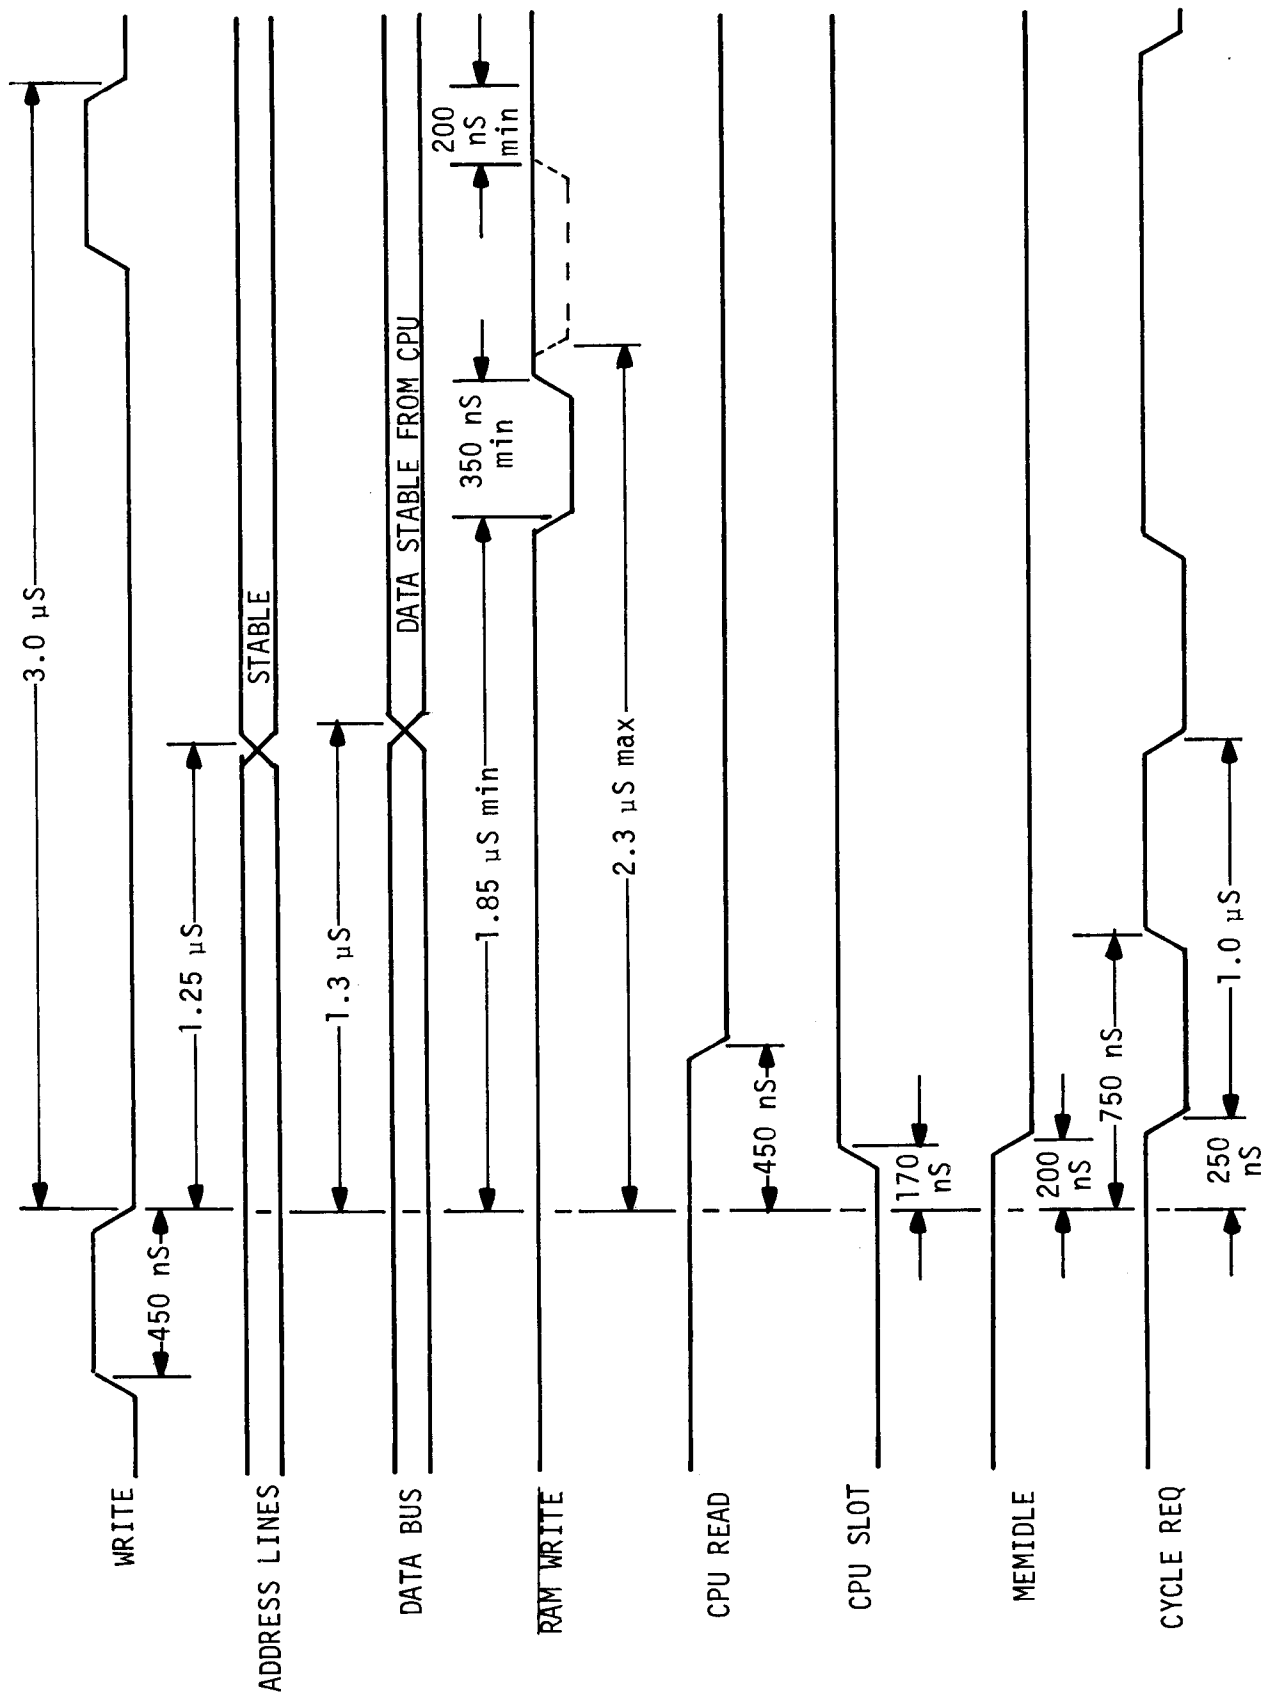 WRITE
450 nS
3.0 µS
ADDRESS LINES
1.25 µS
STABLE
DATA BUS
1.3 µS
DATA STABLE FROM CPU
RAM WRITE
1.85 µS min
350 nS
min
200
nS
min
2.3 µS max
CPU READ
450 nS
CPU SLOT
170
nS
MEMIDLE
200
nS
CYCLE REQ
750 nS
250
nS
1.0 µS